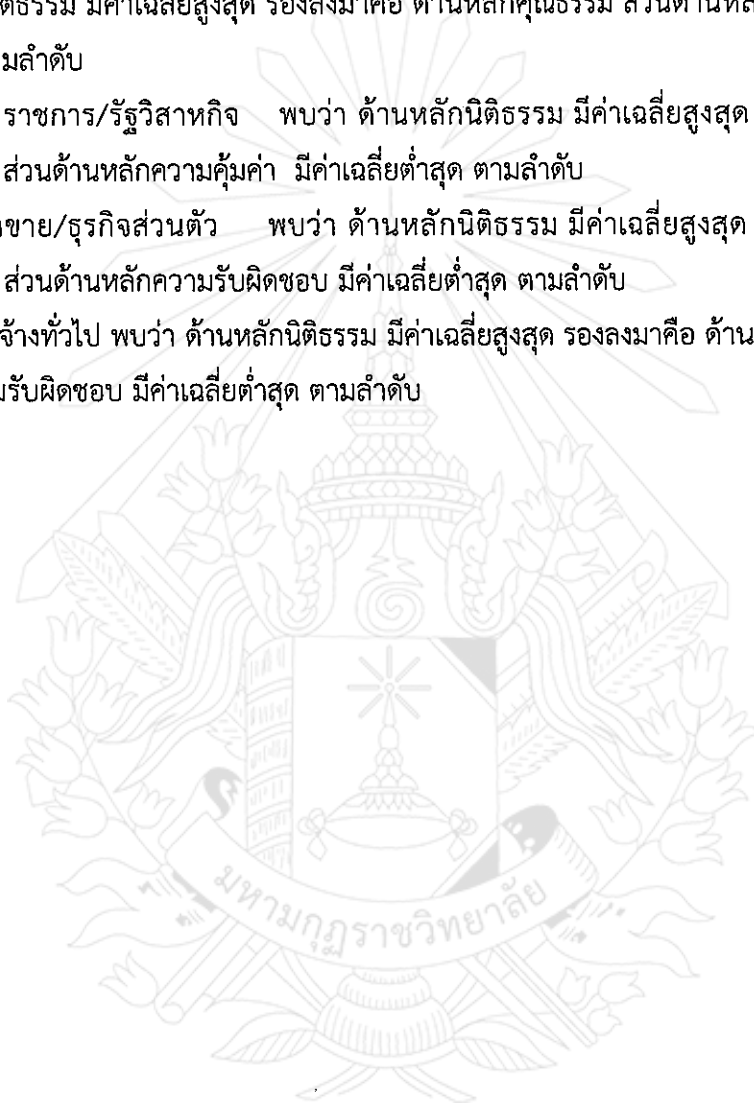 ติธรรม มีค่าเฉลี่ยสูงสุด รองลงมาคือ ด้านหลักคุณธรรม ส่วนด้านหลั
มลำดับ
ราชการ/รัฐวิสาหกิจ พบว่า ด้านหลักนิติธรรม มีค่าเฉลี่ยสูงสุด
ส่วนด้านหลักความคุ้มค่า มีค่าเฉลี่ยต่ำสุด ตามลำดับ
ขาย/ธุรกิจส่วนตัว พบว่า ด้านหลักนิติธรรม มีค่าเฉลี่ยสูงสุด
ส่วนด้านหลักความรับผิดชอบ มีค่าเฉลี่ยต่ำสุด ตามลำดับ
จ้างทั่วไป พบว่า ด้านหลักนิติธรรม มีค่าเฉลี่ยสูงสุด รองลงมาคือ ด้าน
มรับผิดชอบ มีค่าเฉลี่ยต่ำสุด ตามลำดับ
มหามกุฏราชวิทยาลัย